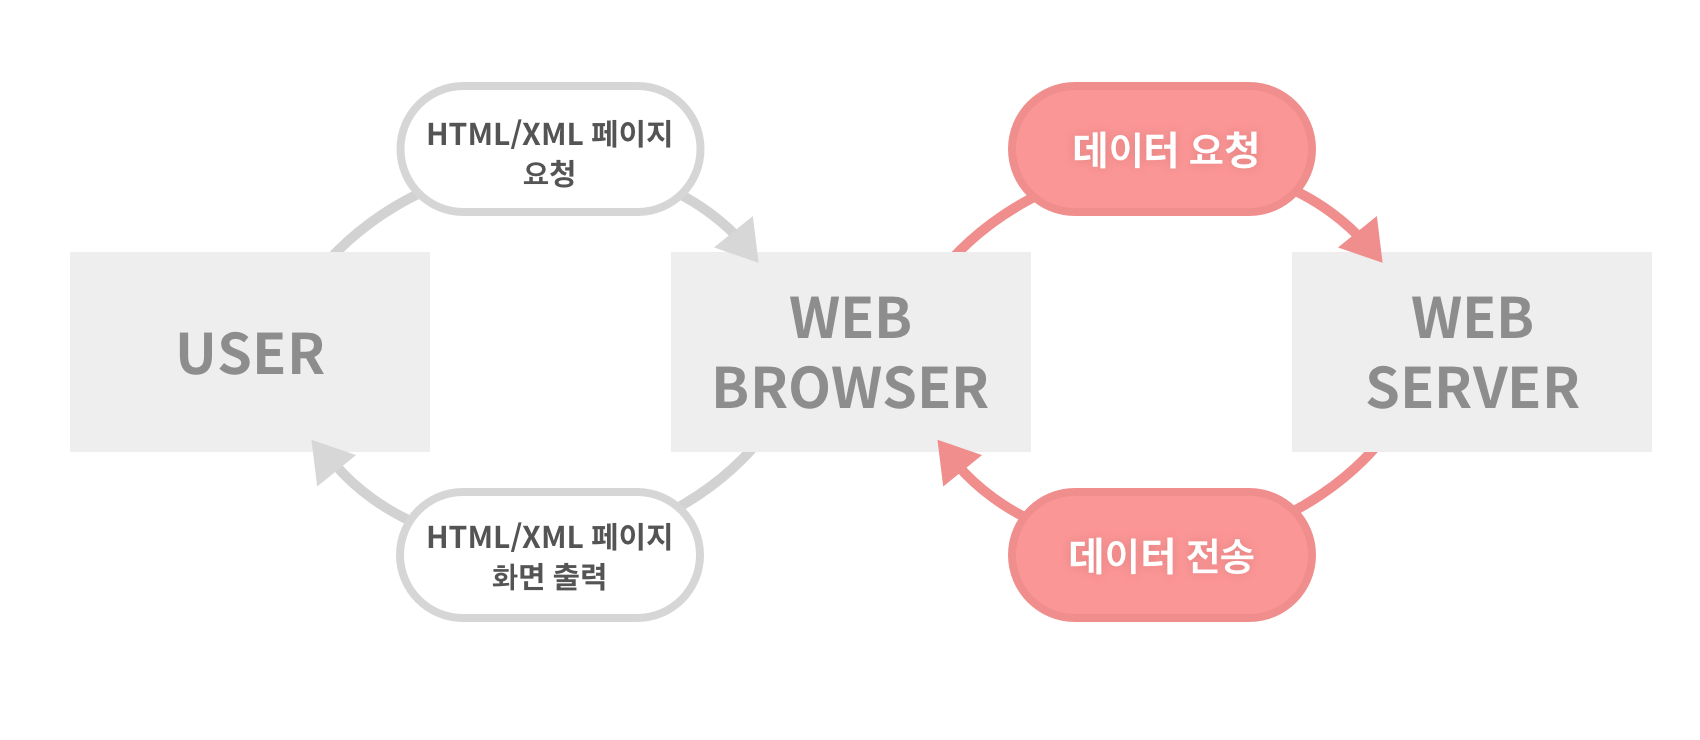 HTML/XML 페이지
요청
데이터 요청
USER
WEB
BROWSER
WEB
SERVER
HTML/XML 페이지
화면 출력
데이터 전송